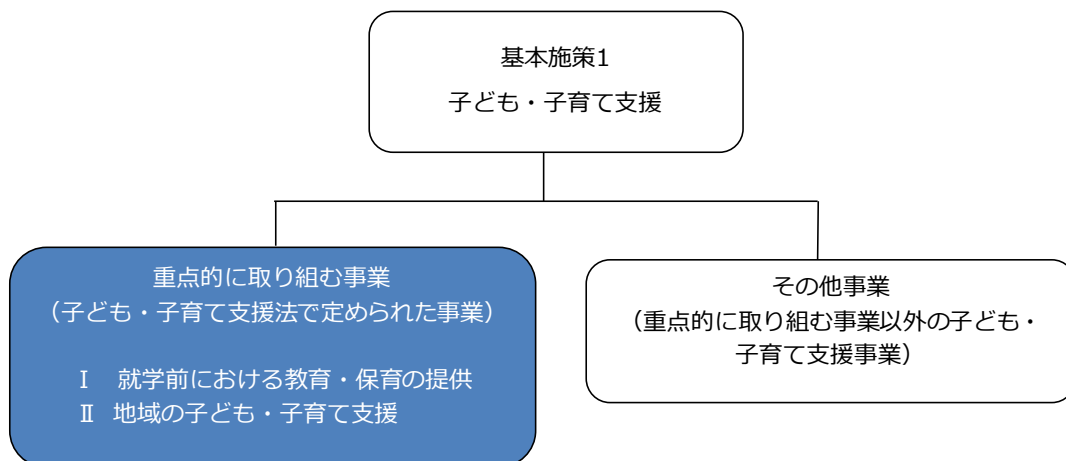 基本施策1
子ども・子育て支援
重点的に取り組む事業
(子ども・子育て支援法で定められた事業)
Ⅰ 就学前における教育・保育の提供
Ⅱ 地域の子ども・子育て支援
その他事業
(重点的に取り組む事業以外の子ども・
子育て支援事業)